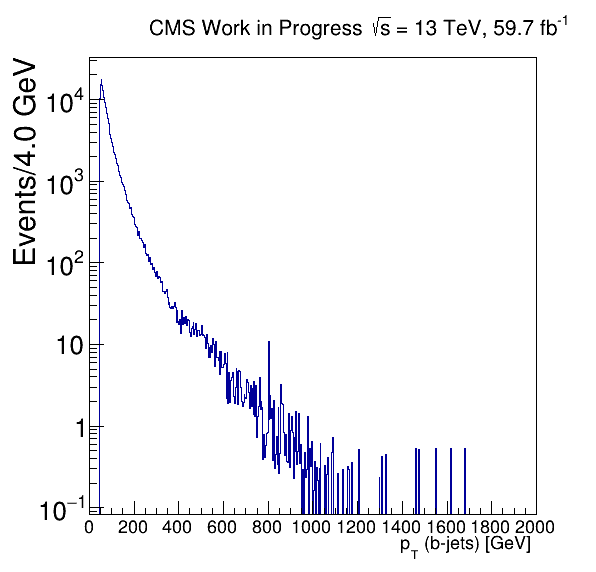 CMS Work in Progress √s = 13 TeV, 59.7 fb⁻¹
Events/4.0 GeV
10⁴
10³
10²
10
1
10⁻¹
0 200 400 600 800 1000 1200 1400 1600 1800 2000
p_T (b-jets) [GeV]